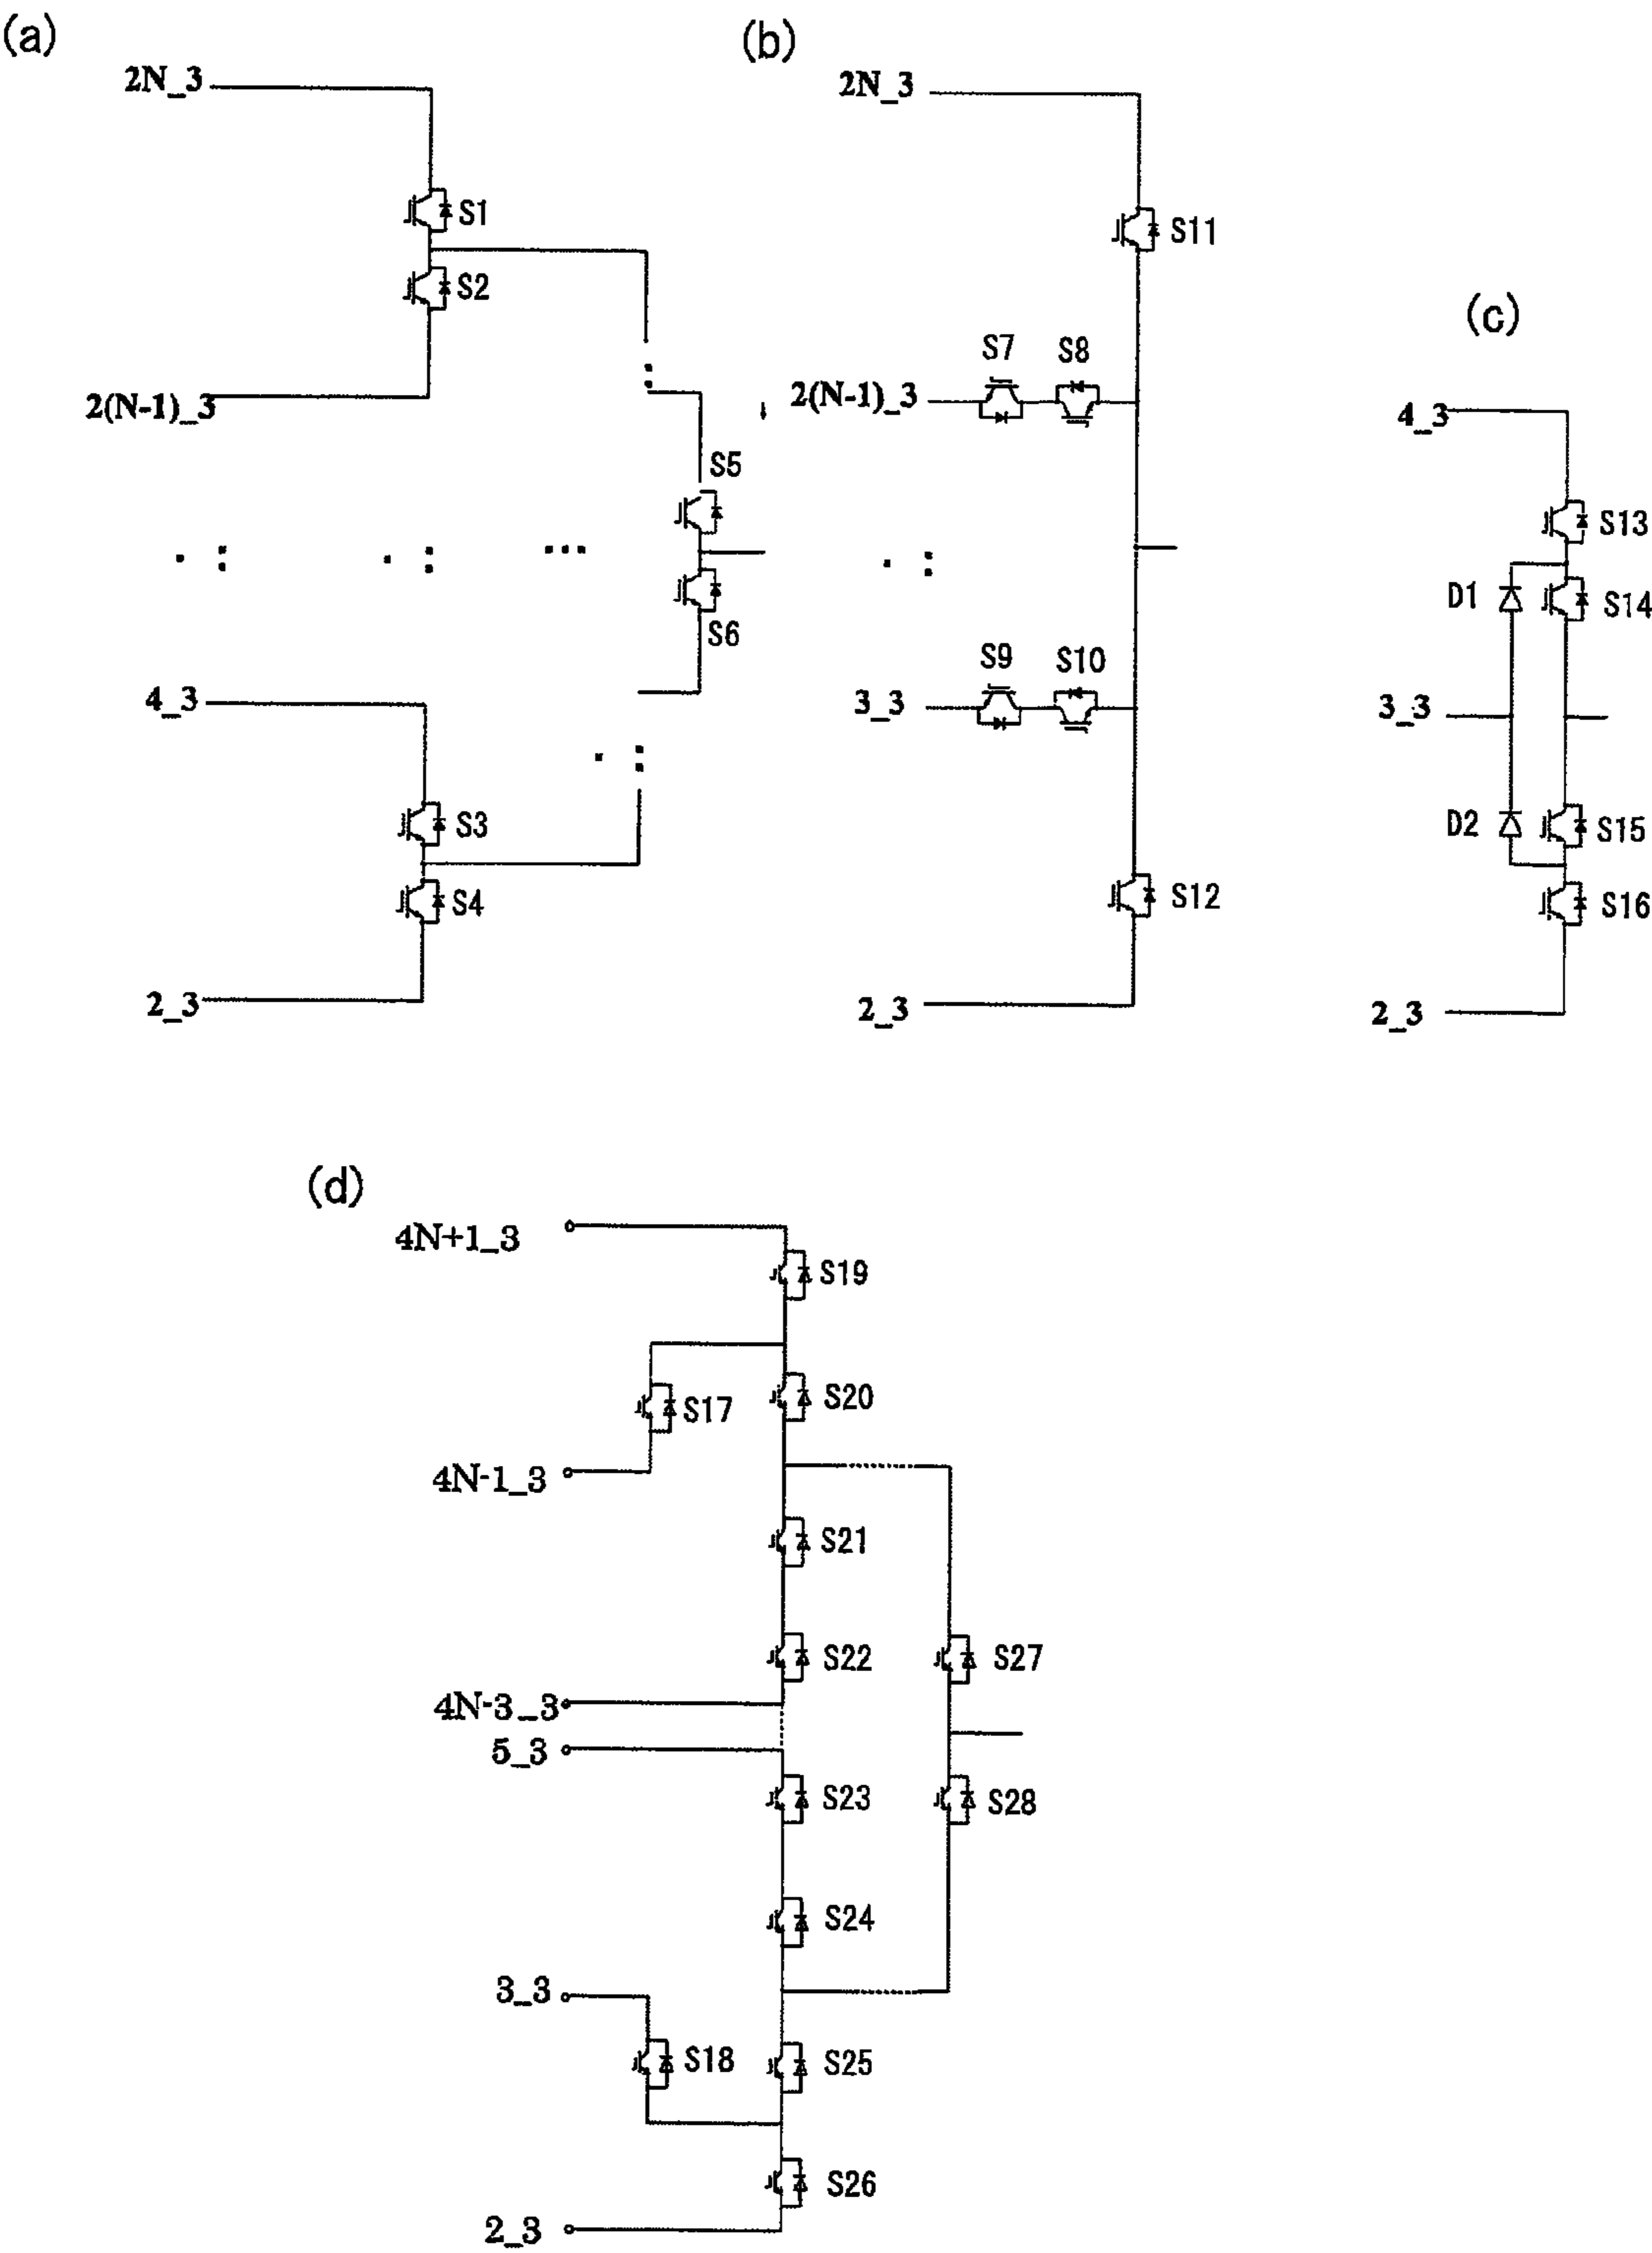 (a)
2N_3
S1
S2
2(N-1)_3
S5
S6
4_3
S3
S4
2_3
(b)
2N_3
S11
S7
S8
2(N-1)_3
S9
S10
3_3
S12
2_3
(c)
4_3
S13
D1
S14
3_3
D2
S15
S16
2_3
(d)
4N+1_3
S19
S20
S17
4N-1_3
S21
S22
S27
4N-3_3
5_3
S23
S28
S24
3_3
S18
S25
S26
2_3